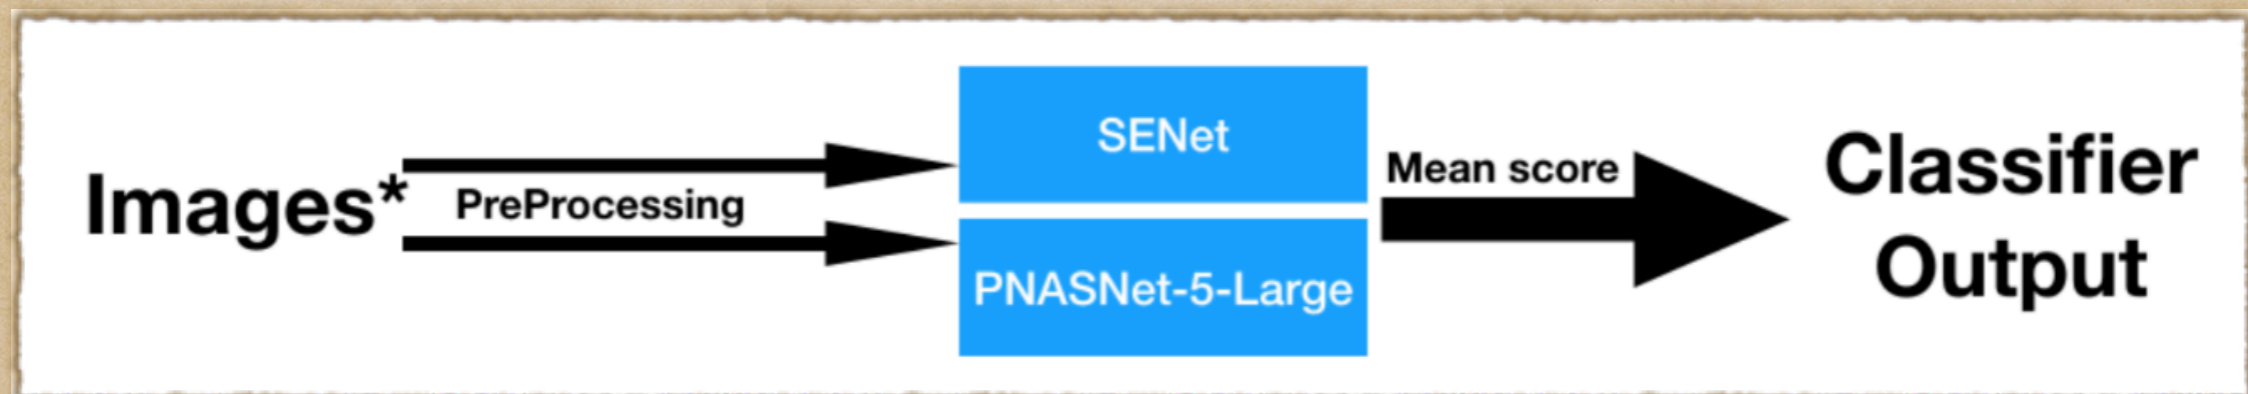 Images*
PreProcessing
SENet
PNASNet-5-Large
Mean score
Classifier
Output